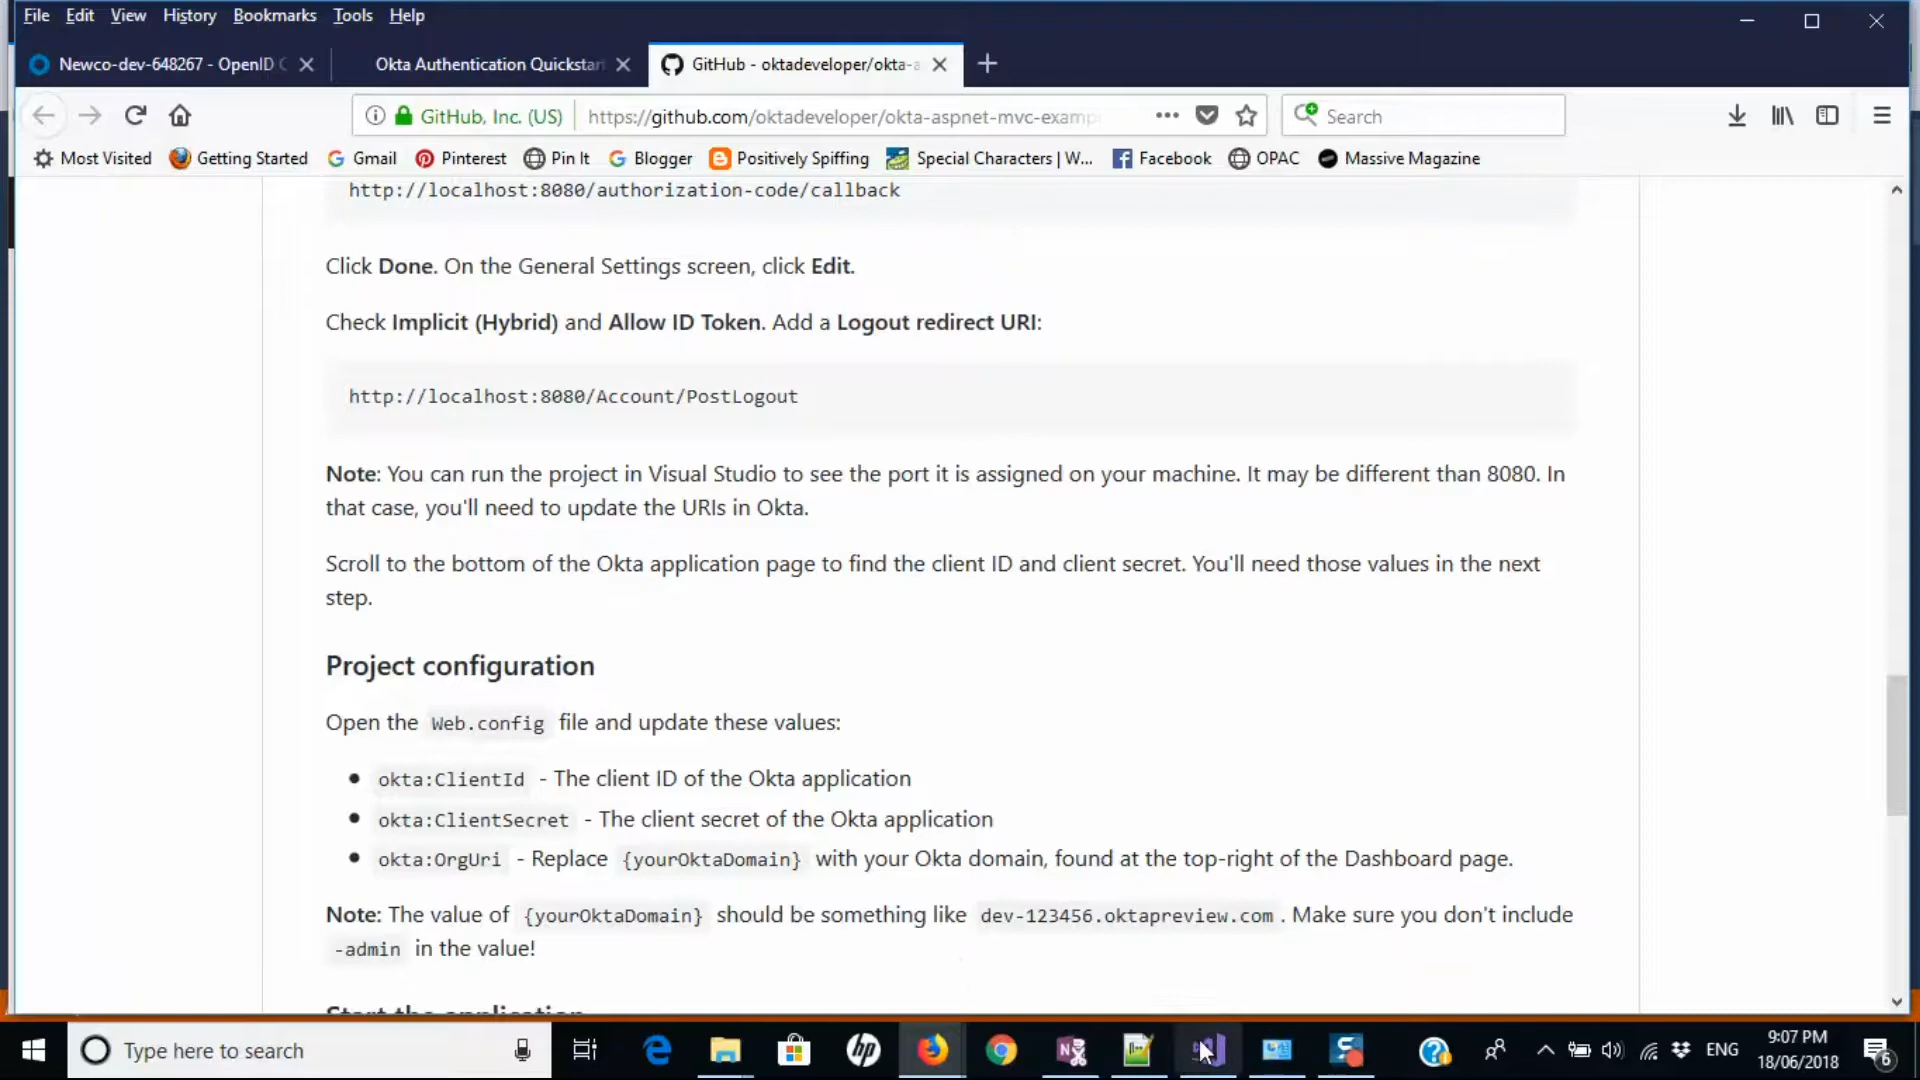 File Edit View History Bookmarks Tools Help
Newco-dev-648267 - OpenID C
Okta Authentication Quickstar
GitHub - oktadeveloper/okta-a
GitHub, Inc. (US) https://github.com/oktadeveloper/okta-aspnet-mvc-examp
Search
Most Visited Getting Started Gmail Pinterest Pin It Blogger Positively Spiffing Special Characters | W... Facebook OPAC Massive Magazine
http://localhost:8080/authorization-code/callback
Click Done. On the General Settings screen, click Edit.
Check Implicit (Hybrid) and Allow ID Token. Add a Logout redirect URI:
http://localhost:8080/Account/PostLogout
Note: You can run the project in Visual Studio to see the port it is assigned on your machine. It may be different than 8080. In
that case, you'll need to update the URIs in Okta.
Scroll to the bottom of the Okta application page to find the client ID and client secret. You'll need those values in the next
step.
Project configuration
Open the Web.config file and update these values:
okta:ClientId - The client ID of the Okta application
okta:ClientSecret - The client secret of the Okta application
okta:OrgUri - Replace {yourOktaDomain} with your Okta domain, found at the top-right of the Dashboard page.
Note: The value of {yourOktaDomain} should be something like dev-123456.oktapreview.com. Make sure you don't include
-admin in the value!
Start the application
Type here to search
ENG
9:07 PM
18/06/2018
6